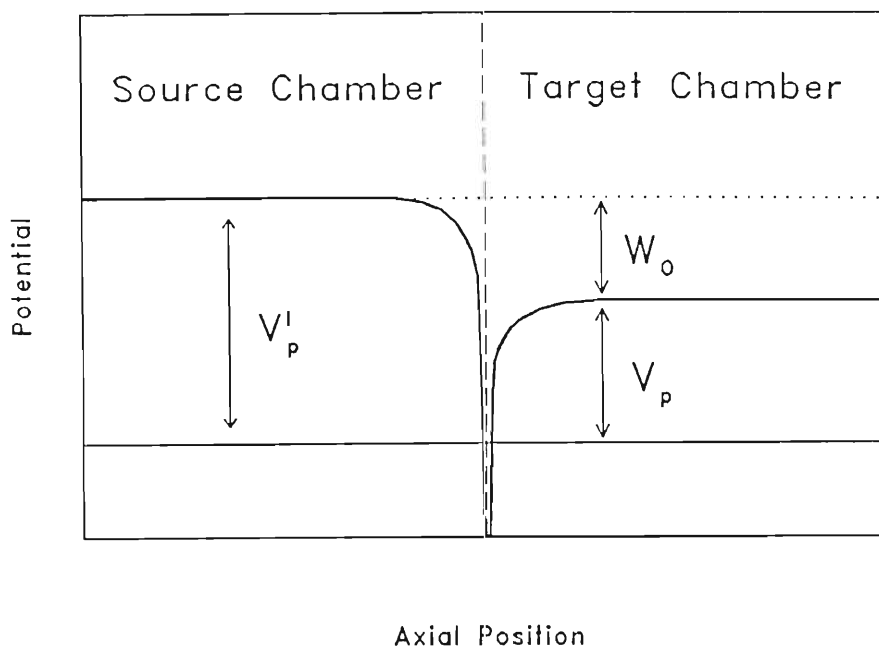 Source Chamber
Target Chamber
Potential
W₀
V'ₚ
Vₚ
Axial Position